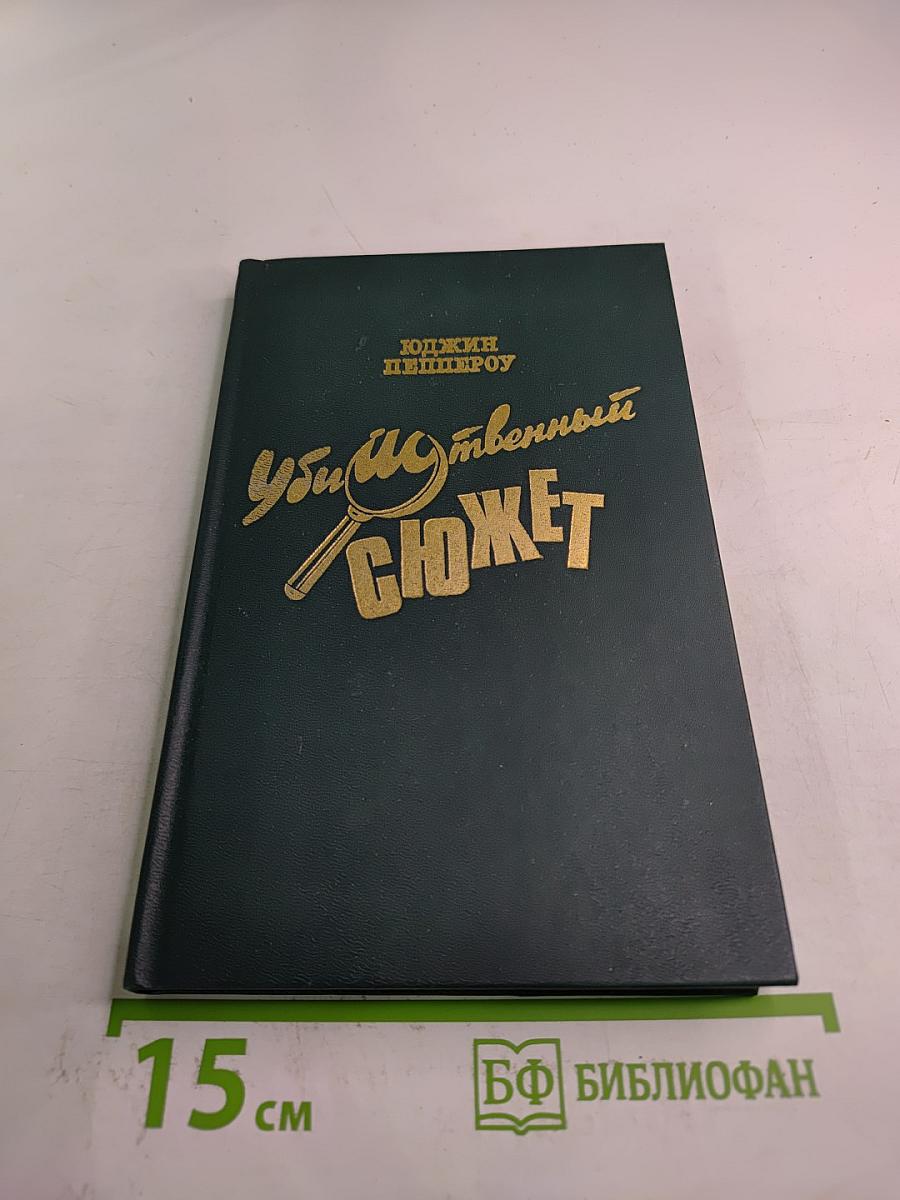 ЮДЖИН
ПЕППЕРОУ
Убийственный
СЮЖЕТ
15 см
БФ БИБЛИОФАН